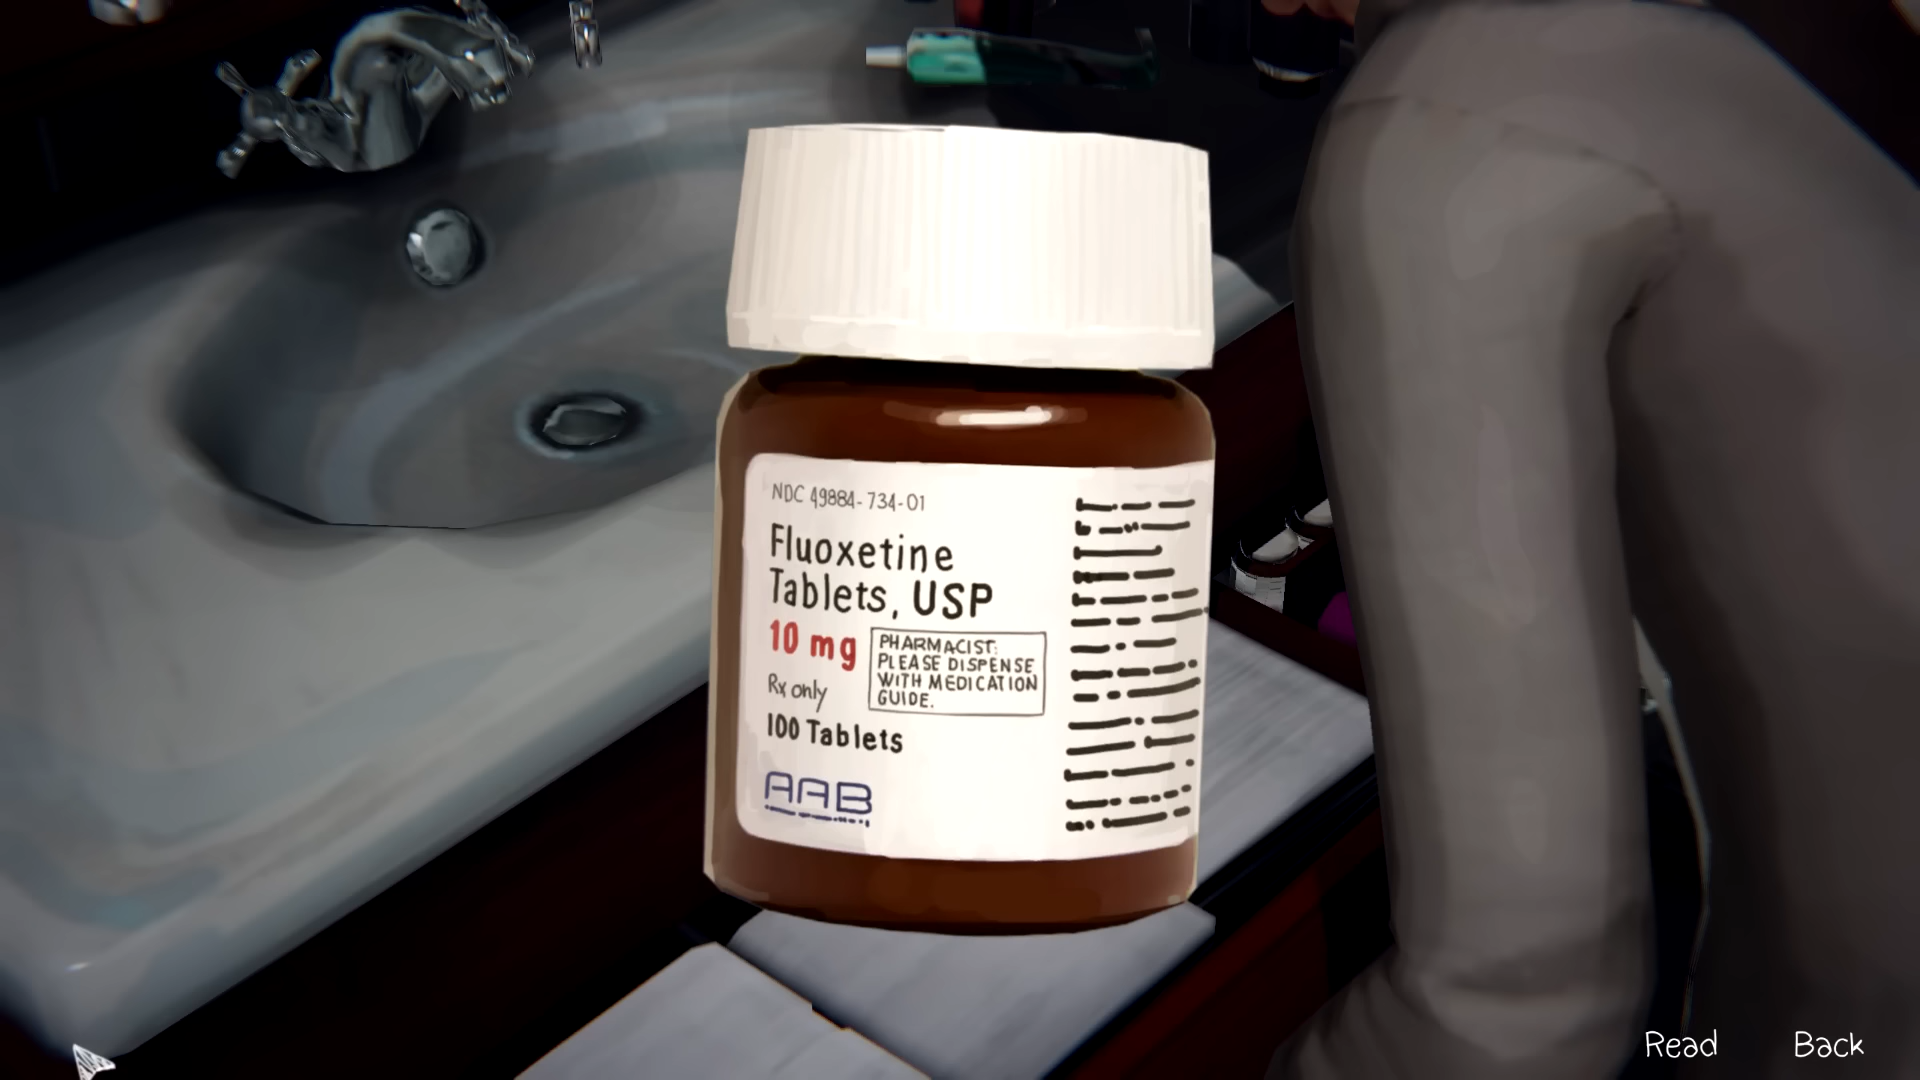 NDC 49884-734-01
Fluoxetine
Tablets, USP
10 mg
PHARMACIST:
PLEASE DISPENSE
WITH MEDICATION
GUIDE.
Rx only
100 Tablets
AAB
Read
Back